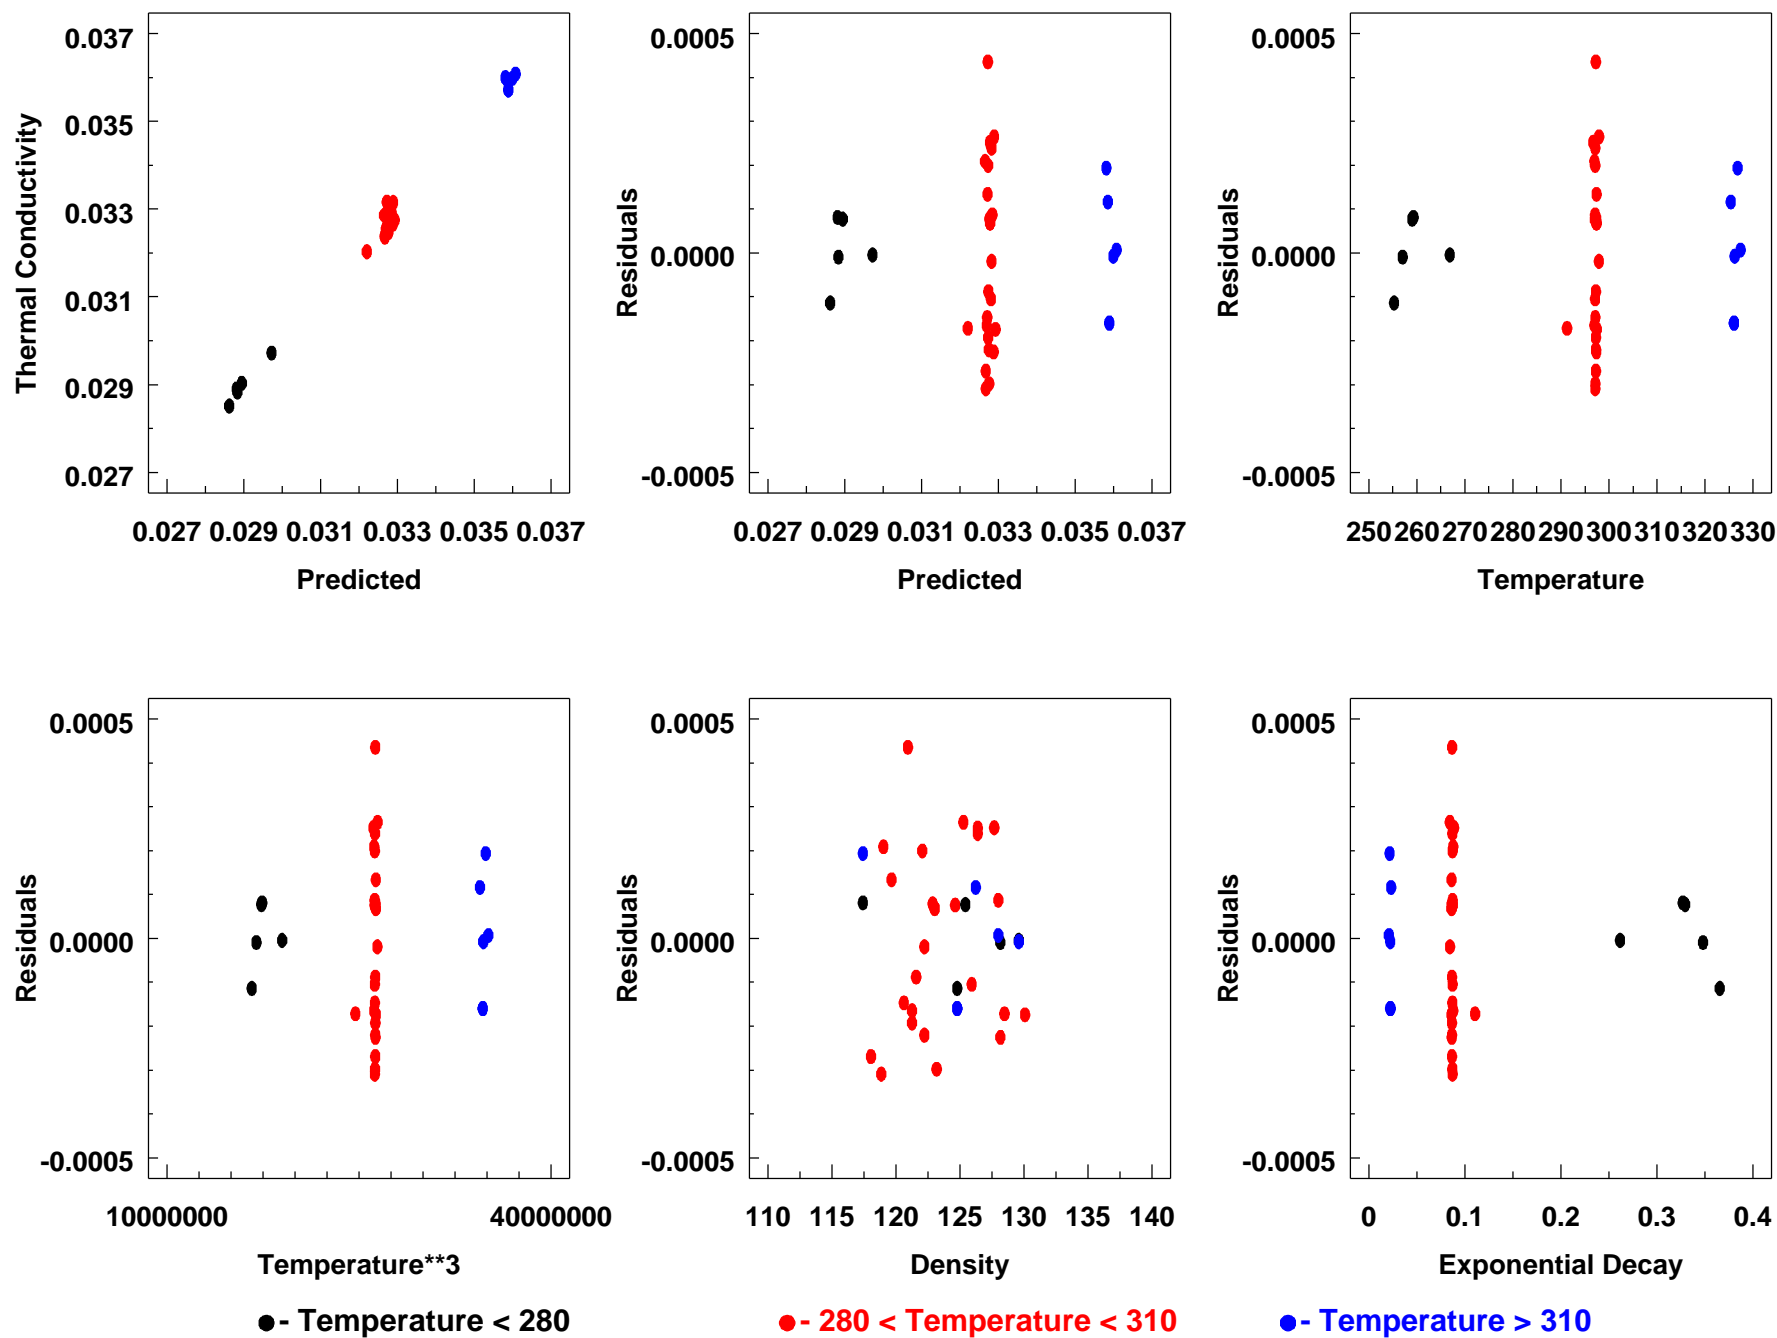 Thermal Conductivity
0.037
0.035
0.033
0.031
0.029
0.027
0.027 0.029 0.031 0.033 0.035 0.037
Predicted
Residuals
0.0005
0.0000
-0.0005
0.027 0.029 0.031 0.033 0.035 0.037
Predicted
Residuals
0.0005
0.0000
-0.0005
250 260 270 280 290 300 310 320 330
Temperature
Residuals
0.0005
0.0000
-0.0005
10000000 40000000
Temperature**3
Residuals
0.0005
0.0000
-0.0005
110 115 120 125 130 135 140
Density
Residuals
0.0005
0.0000
-0.0005
0 0.1 0.2 0.3 0.4
Exponential Decay
- Temperature < 280
- 280 < Temperature < 310
- Temperature > 310